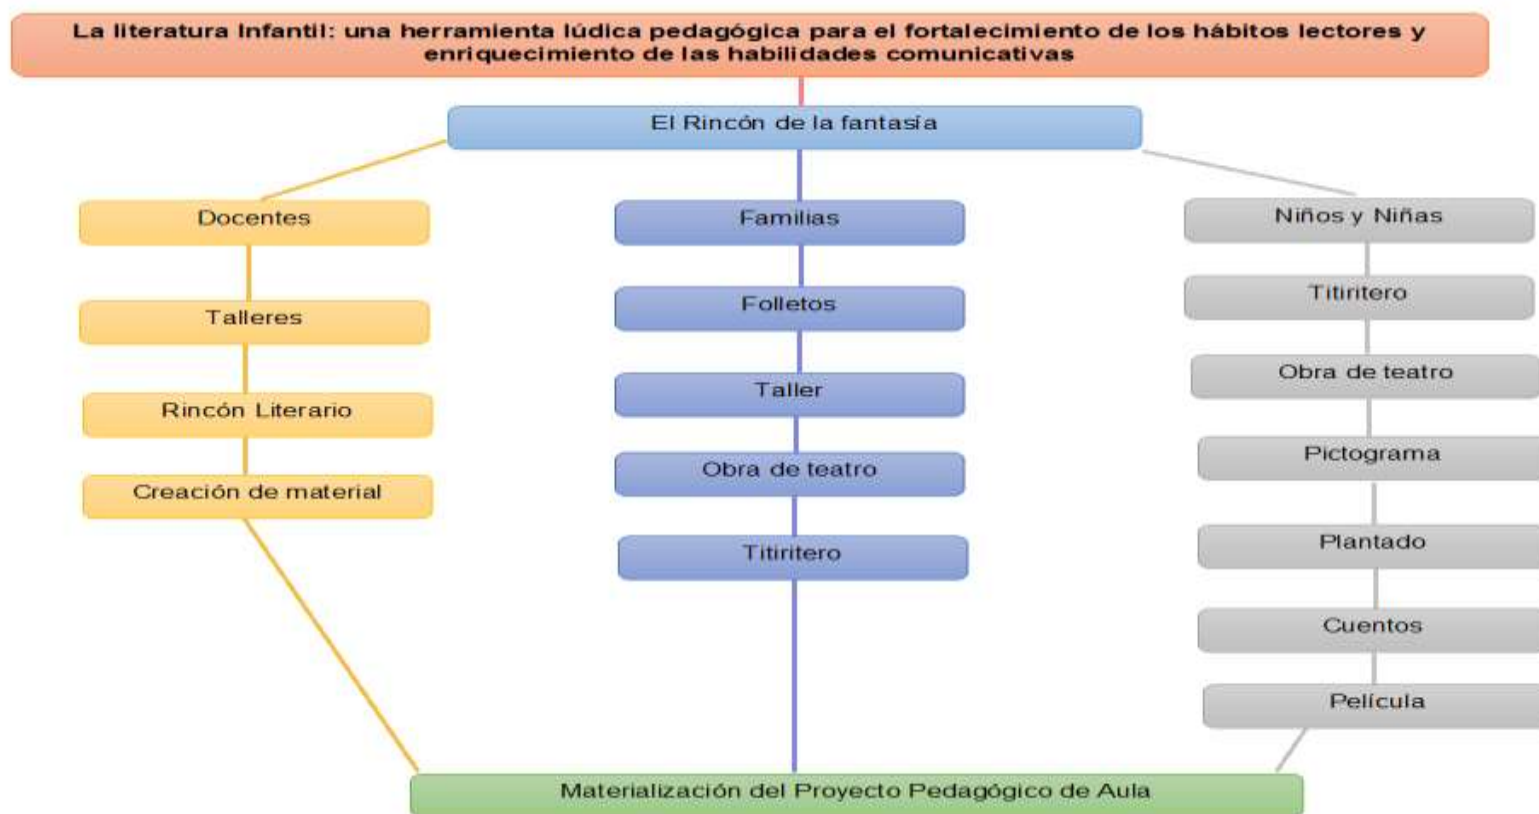 La literatura Infantil: una herramienta lúdica pedagógica para el fortalecimiento de los hábitos lectores y
enriquecimiento de las habilidades comunicativas
El Rincón de la fantasía
Docentes
Talleres
Rincón Literario
Creación de material
Familias
Folletos
Taller
Obra de teatro
Titiritero
Niños y Niñas
Titiritero
Obra de teatro
Pictograma
Plantado
Cuentos
Película
Materialización del Proyecto Pedagógico de Aula